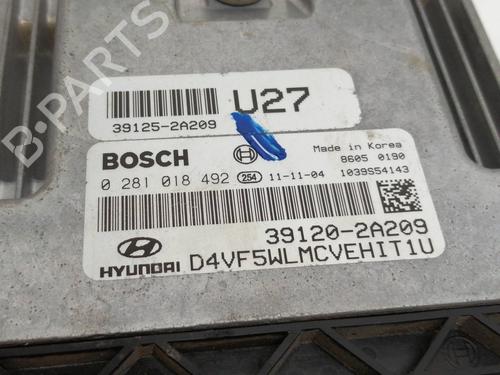 U27
39125-2A209
BOSCH
Made in Korea
8605 0190
0 281 018 492 254 11-11-04 1039S54143
39120-2A209
HYUNDAI D4VF5WLMCVEHIT1U
B-PARTS